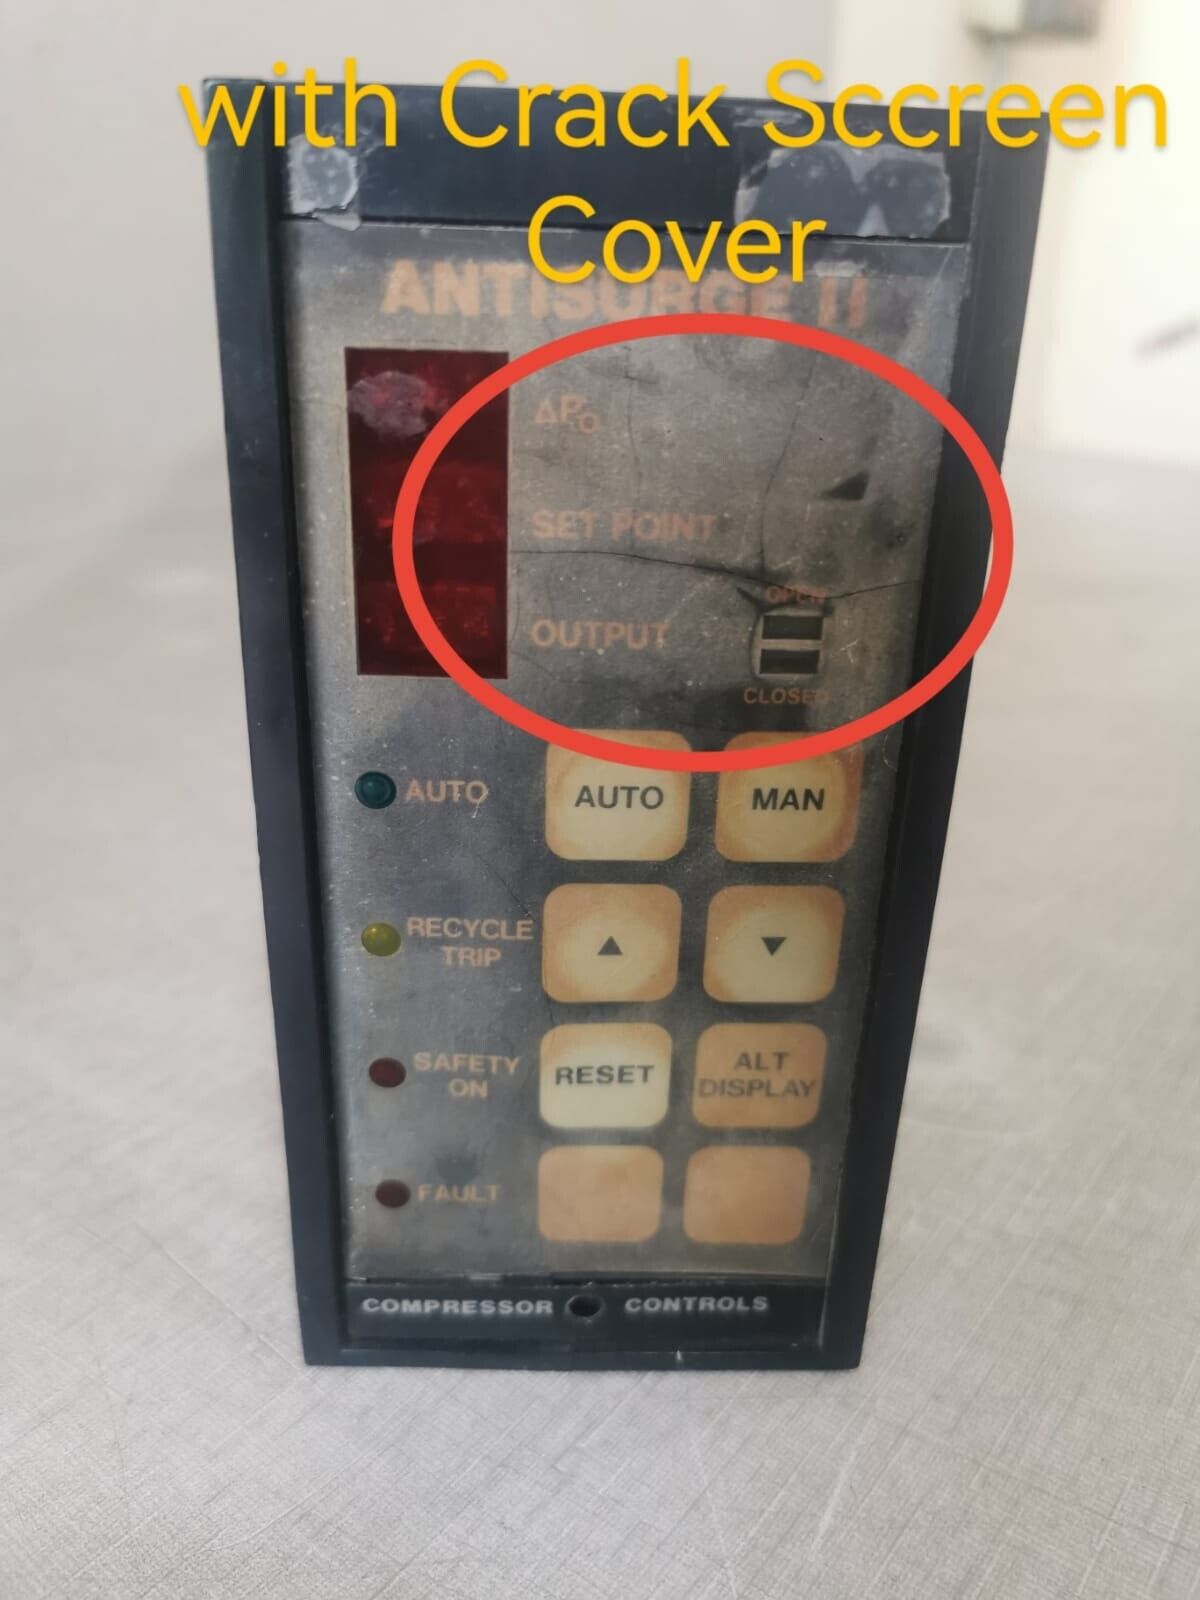 with Crack Sccreen
Cover
ANTISURGE II
ΔPo
SET POINT
OPEN
OUTPUT
CLOSED
AUTO
AUTO
MAN
RECYCLE
TRIP
▲
▼
SAFETY
ON
RESET
ALT
DISPLAY
FAULT
COMPRESSOR CONTROLS